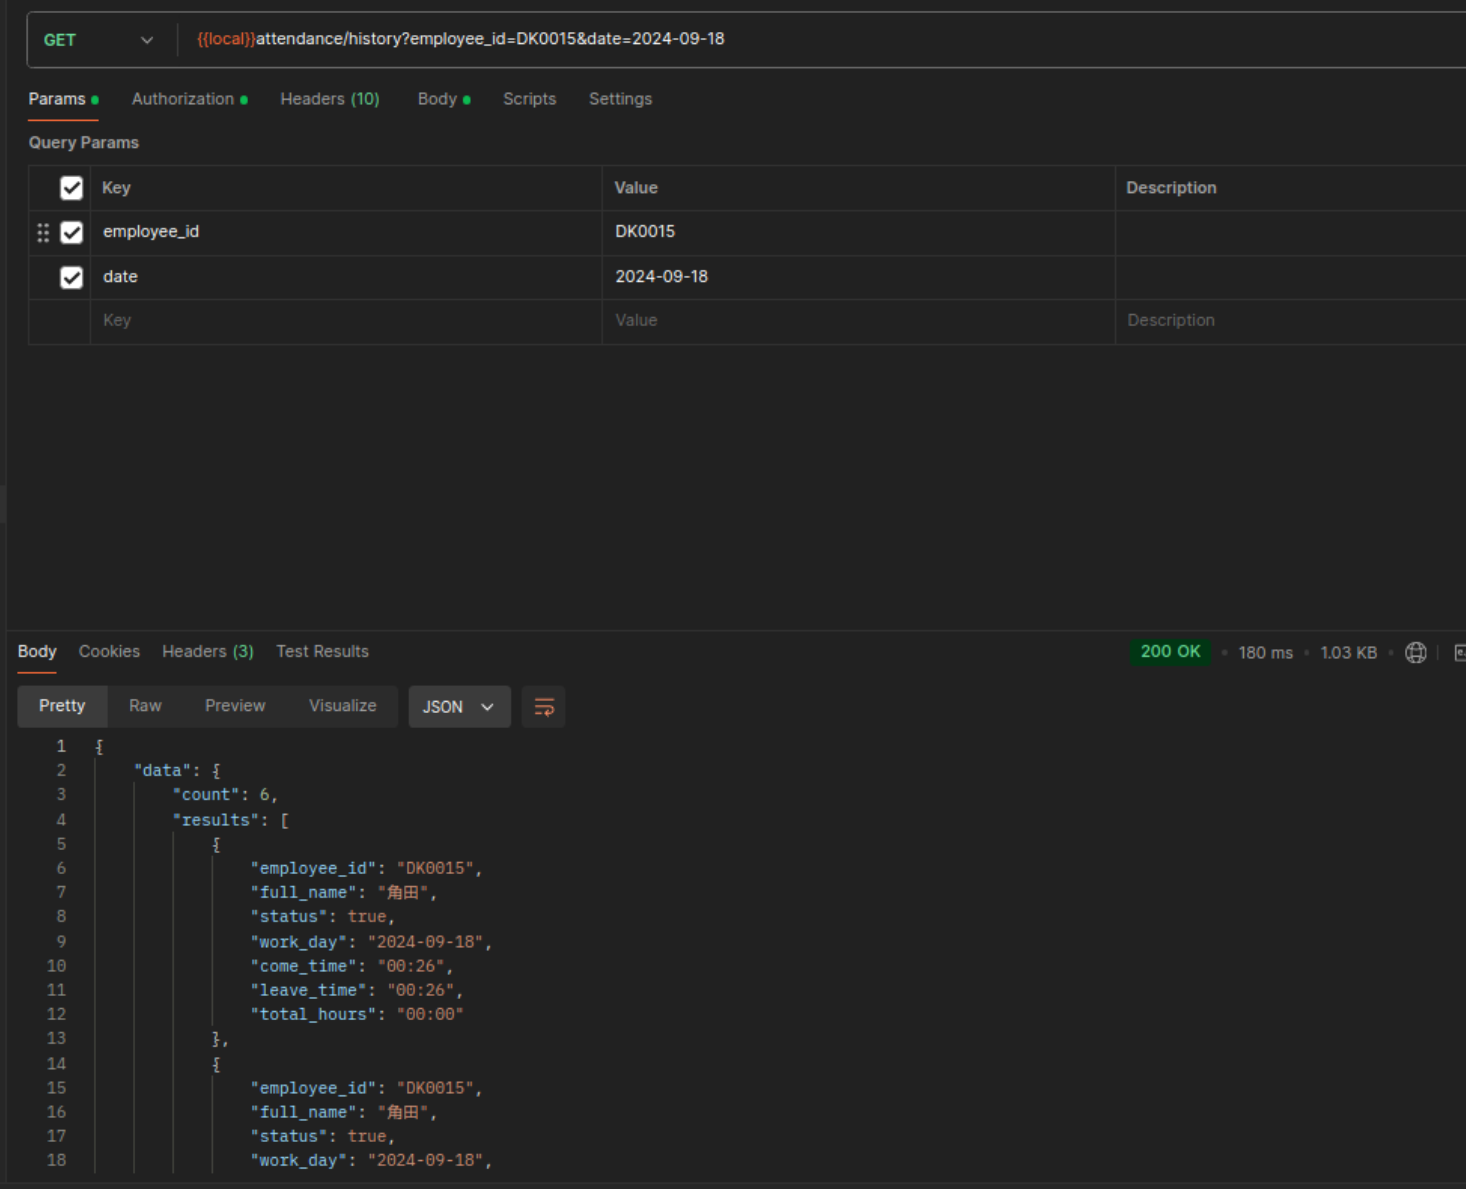 GET {{local}}attendance/history?employee_id=DK0015&date=2024-09-18
Params Authorization Headers (10) Body Scripts Settings
Query Params
Key Value Description
employee_id DK0015
date 2024-09-18
Key Value Description
Body Cookies Headers (3) Test Results 200 OK 180 ms 1.03 KB
Pretty Raw Preview Visualize JSON
1 {
2 "data": {
3 "count": 6,
4 "results": [
5 {
6 "employee_id": "DK0015",
7 "full_name": "角田",
8 "status": true,
9 "work_day": "2024-09-18",
10 "come_time": "00:26",
11 "leave_time": "00:26",
12 "total_hours": "00:00"
13 },
14 {
15 "employee_id": "DK0015",
16 "full_name": "角田",
17 "status": true,
18 "work_day": "2024-09-18",